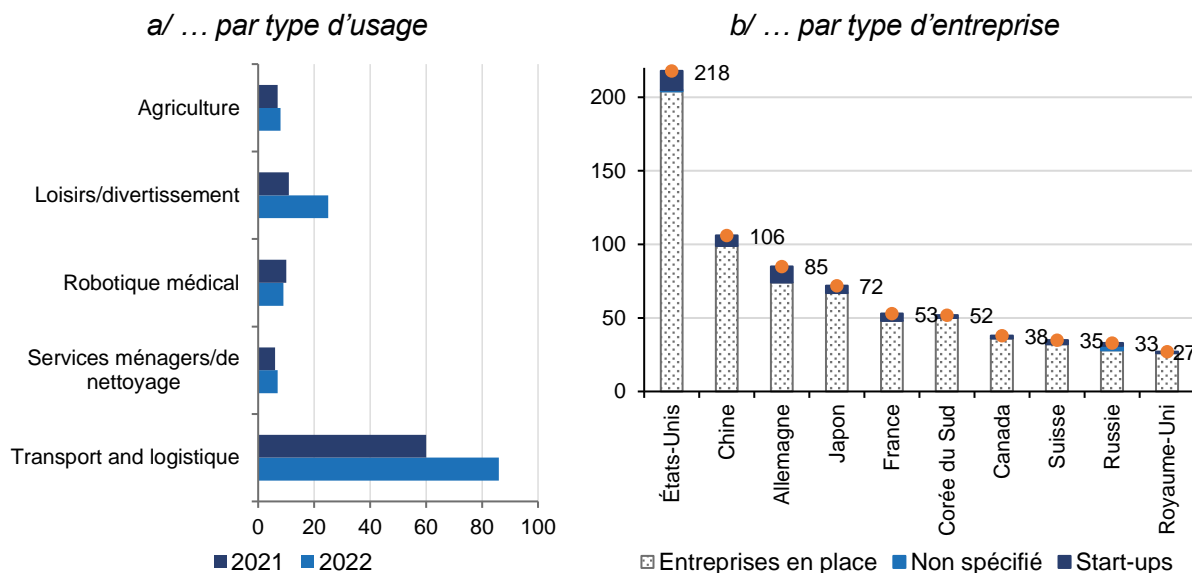 a/ … par type d’usage
Agriculture
Loisirs/divertissement
Robotique médical
Services ménagers/de
nettoyage
Transport and logistique
0 20 40 60 80 100
2021 2022
b/ … par type d’entreprise
200
150
100
50
0
218
106
85
72
53
52
38
35
33
27
États-Unis
Chine
Allemagne
Japon
France
Corée du Sud
Canada
Suisse
Russie
Royaume-Uni
Entreprises en place Non spécifié Start-ups